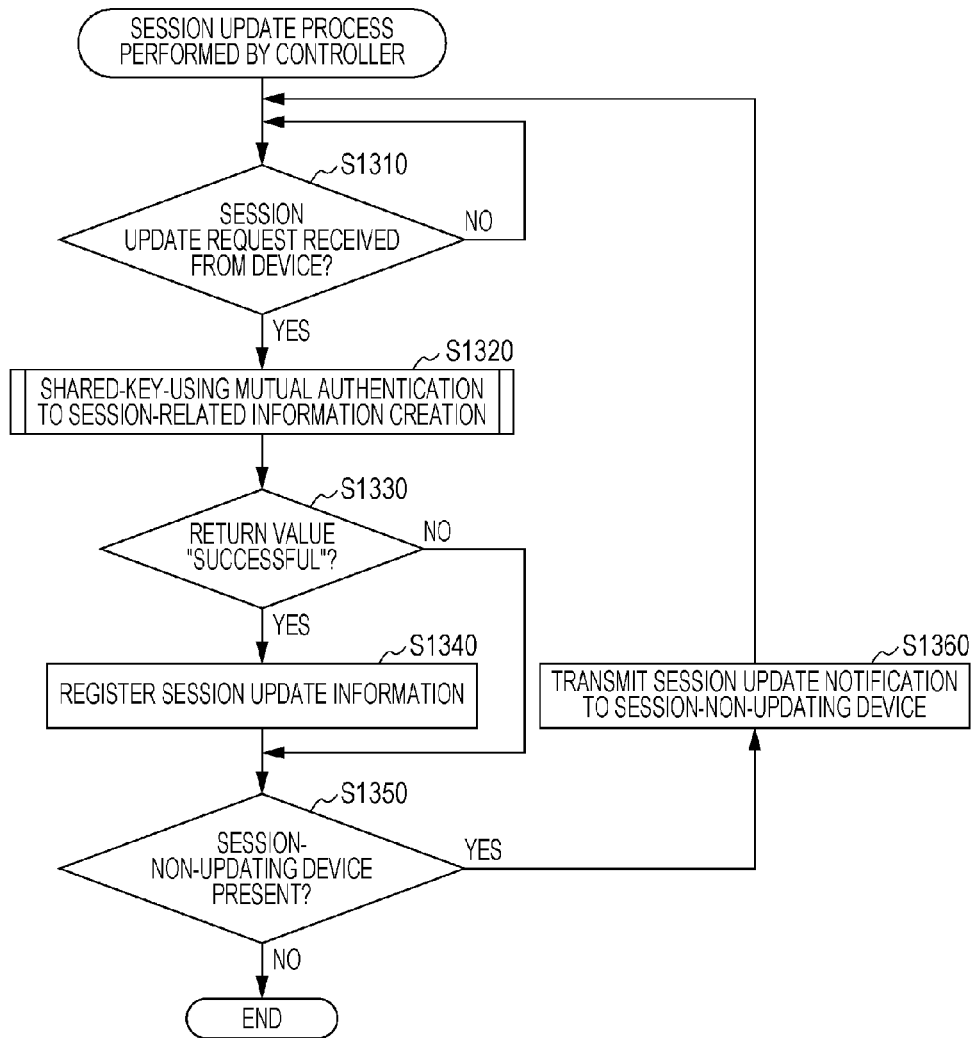 SESSION UPDATE PROCESS
PERFORMED BY CONTROLLER
S1310
SESSION
UPDATE REQUEST RECEIVED
FROM DEVICE?
NO
YES
S1320
SHARED-KEY-USING MUTUAL AUTHENTICATION
TO SESSION-RELATED INFORMATION CREATION
S1330
RETURN VALUE
"SUCCESSFUL"?
NO
YES
S1340
REGISTER SESSION UPDATE INFORMATION
S1360
TRANSMIT SESSION UPDATE NOTIFICATION
TO SESSION-NON-UPDATING DEVICE
S1350
SESSION-
NON-UPDATING DEVICE
PRESENT?
YES
NO
END